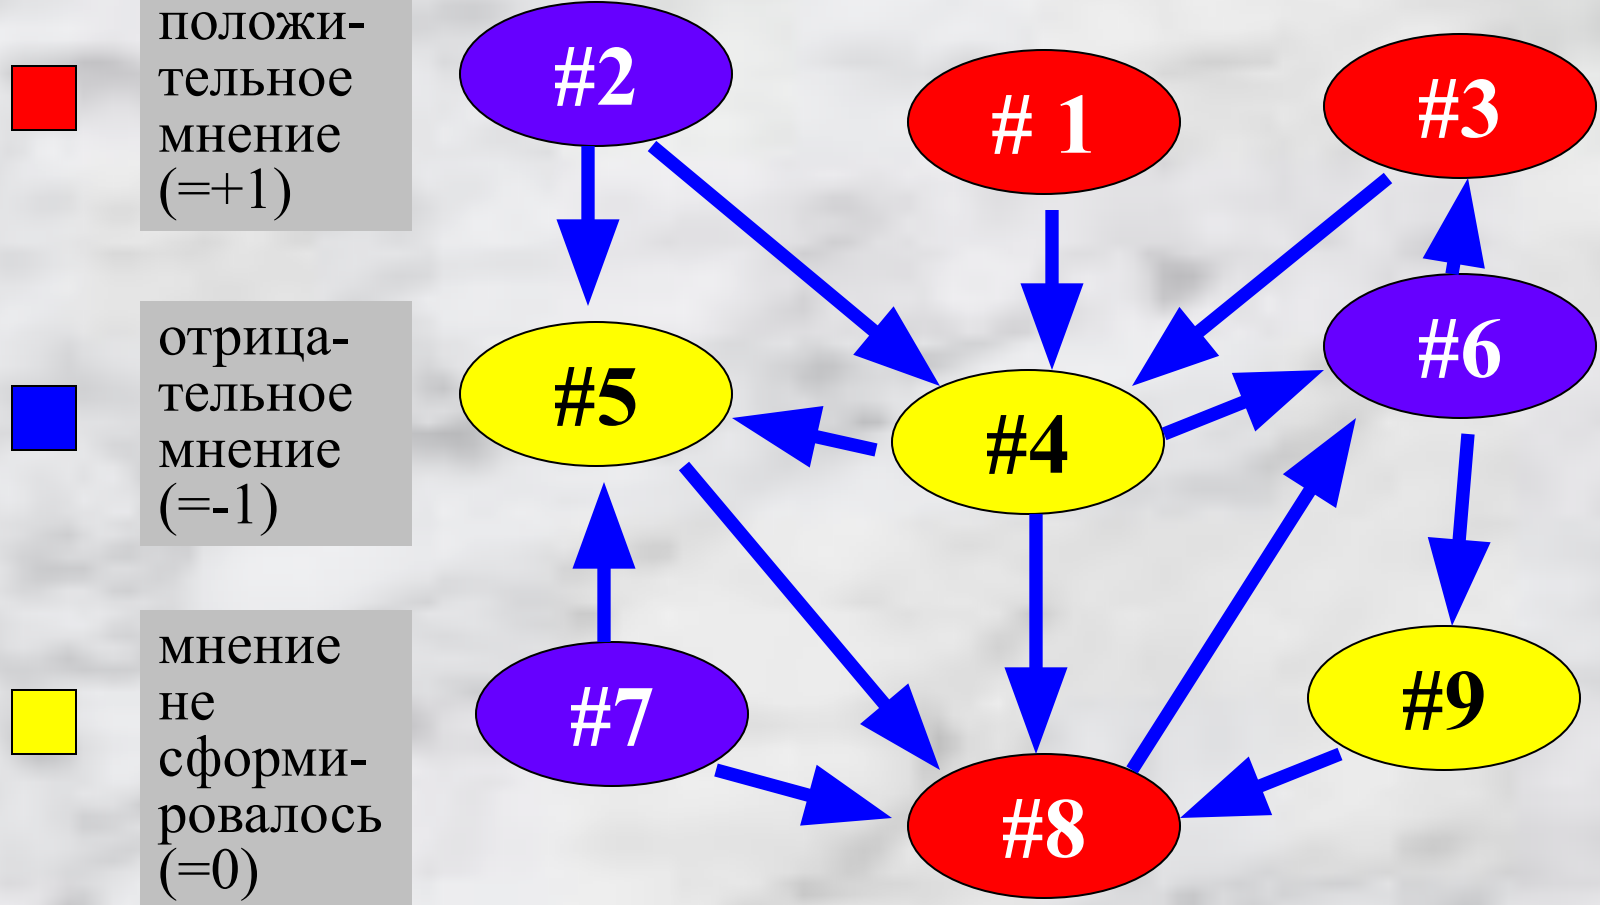 положи-
тельное
мнение
(=+1)
отрица-
тельное
мнение
(=-1)
мнение
не
сформи-
ровалось
(=0)
#2
# 1
#3
#6
#5
#4
#7
#9
#8